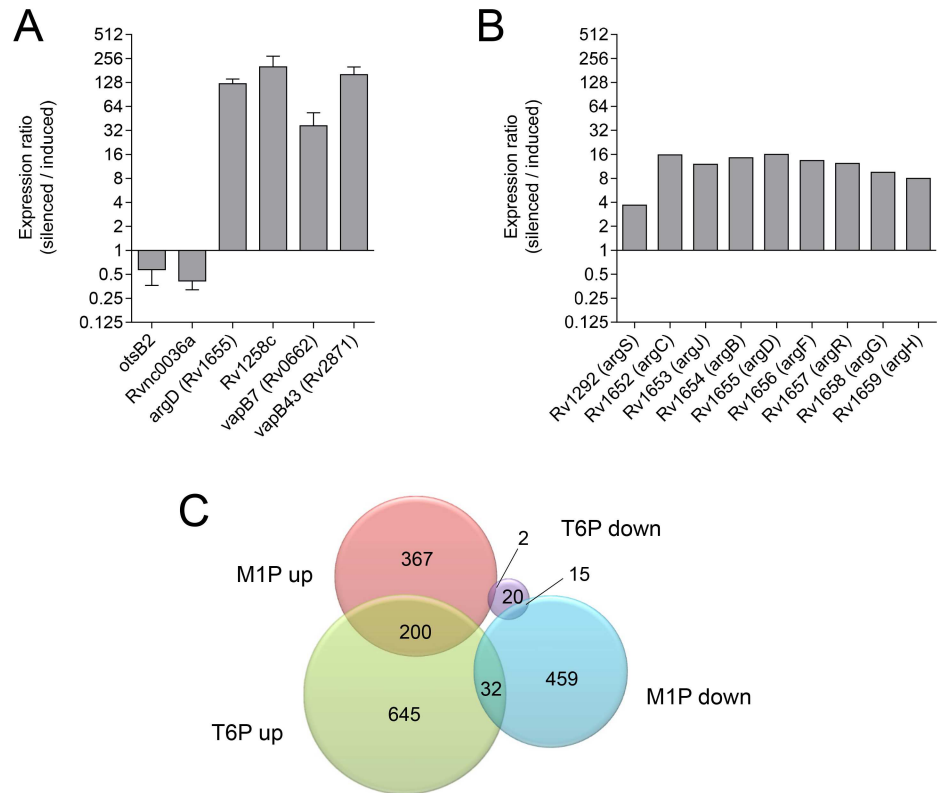 A
512
256
128
64
32
16
8
4
2
1
0.5
0.25
0.125
Expression ratio
(silenced / induced)
otsB2
Rvnc0036a
argD (Rv1655)
Rv1258c
vapB7 (Rv0662)
vapB43 (Rv2871)
B
512
256
128
64
32
16
8
4
2
1
0.5
0.25
0.125
Expression ratio
(silenced / induced)
Rv1292 (argS)
Rv1652 (argC)
Rv1653 (argJ)
Rv1654 (argB)
Rv1655 (argD)
Rv1656 (argF)
Rv1657 (argR)
Rv1658 (argG)
Rv1659 (argH)
C
2
T6P down
367
M1P up
15
20
200
459
32
M1P down
645
T6P up